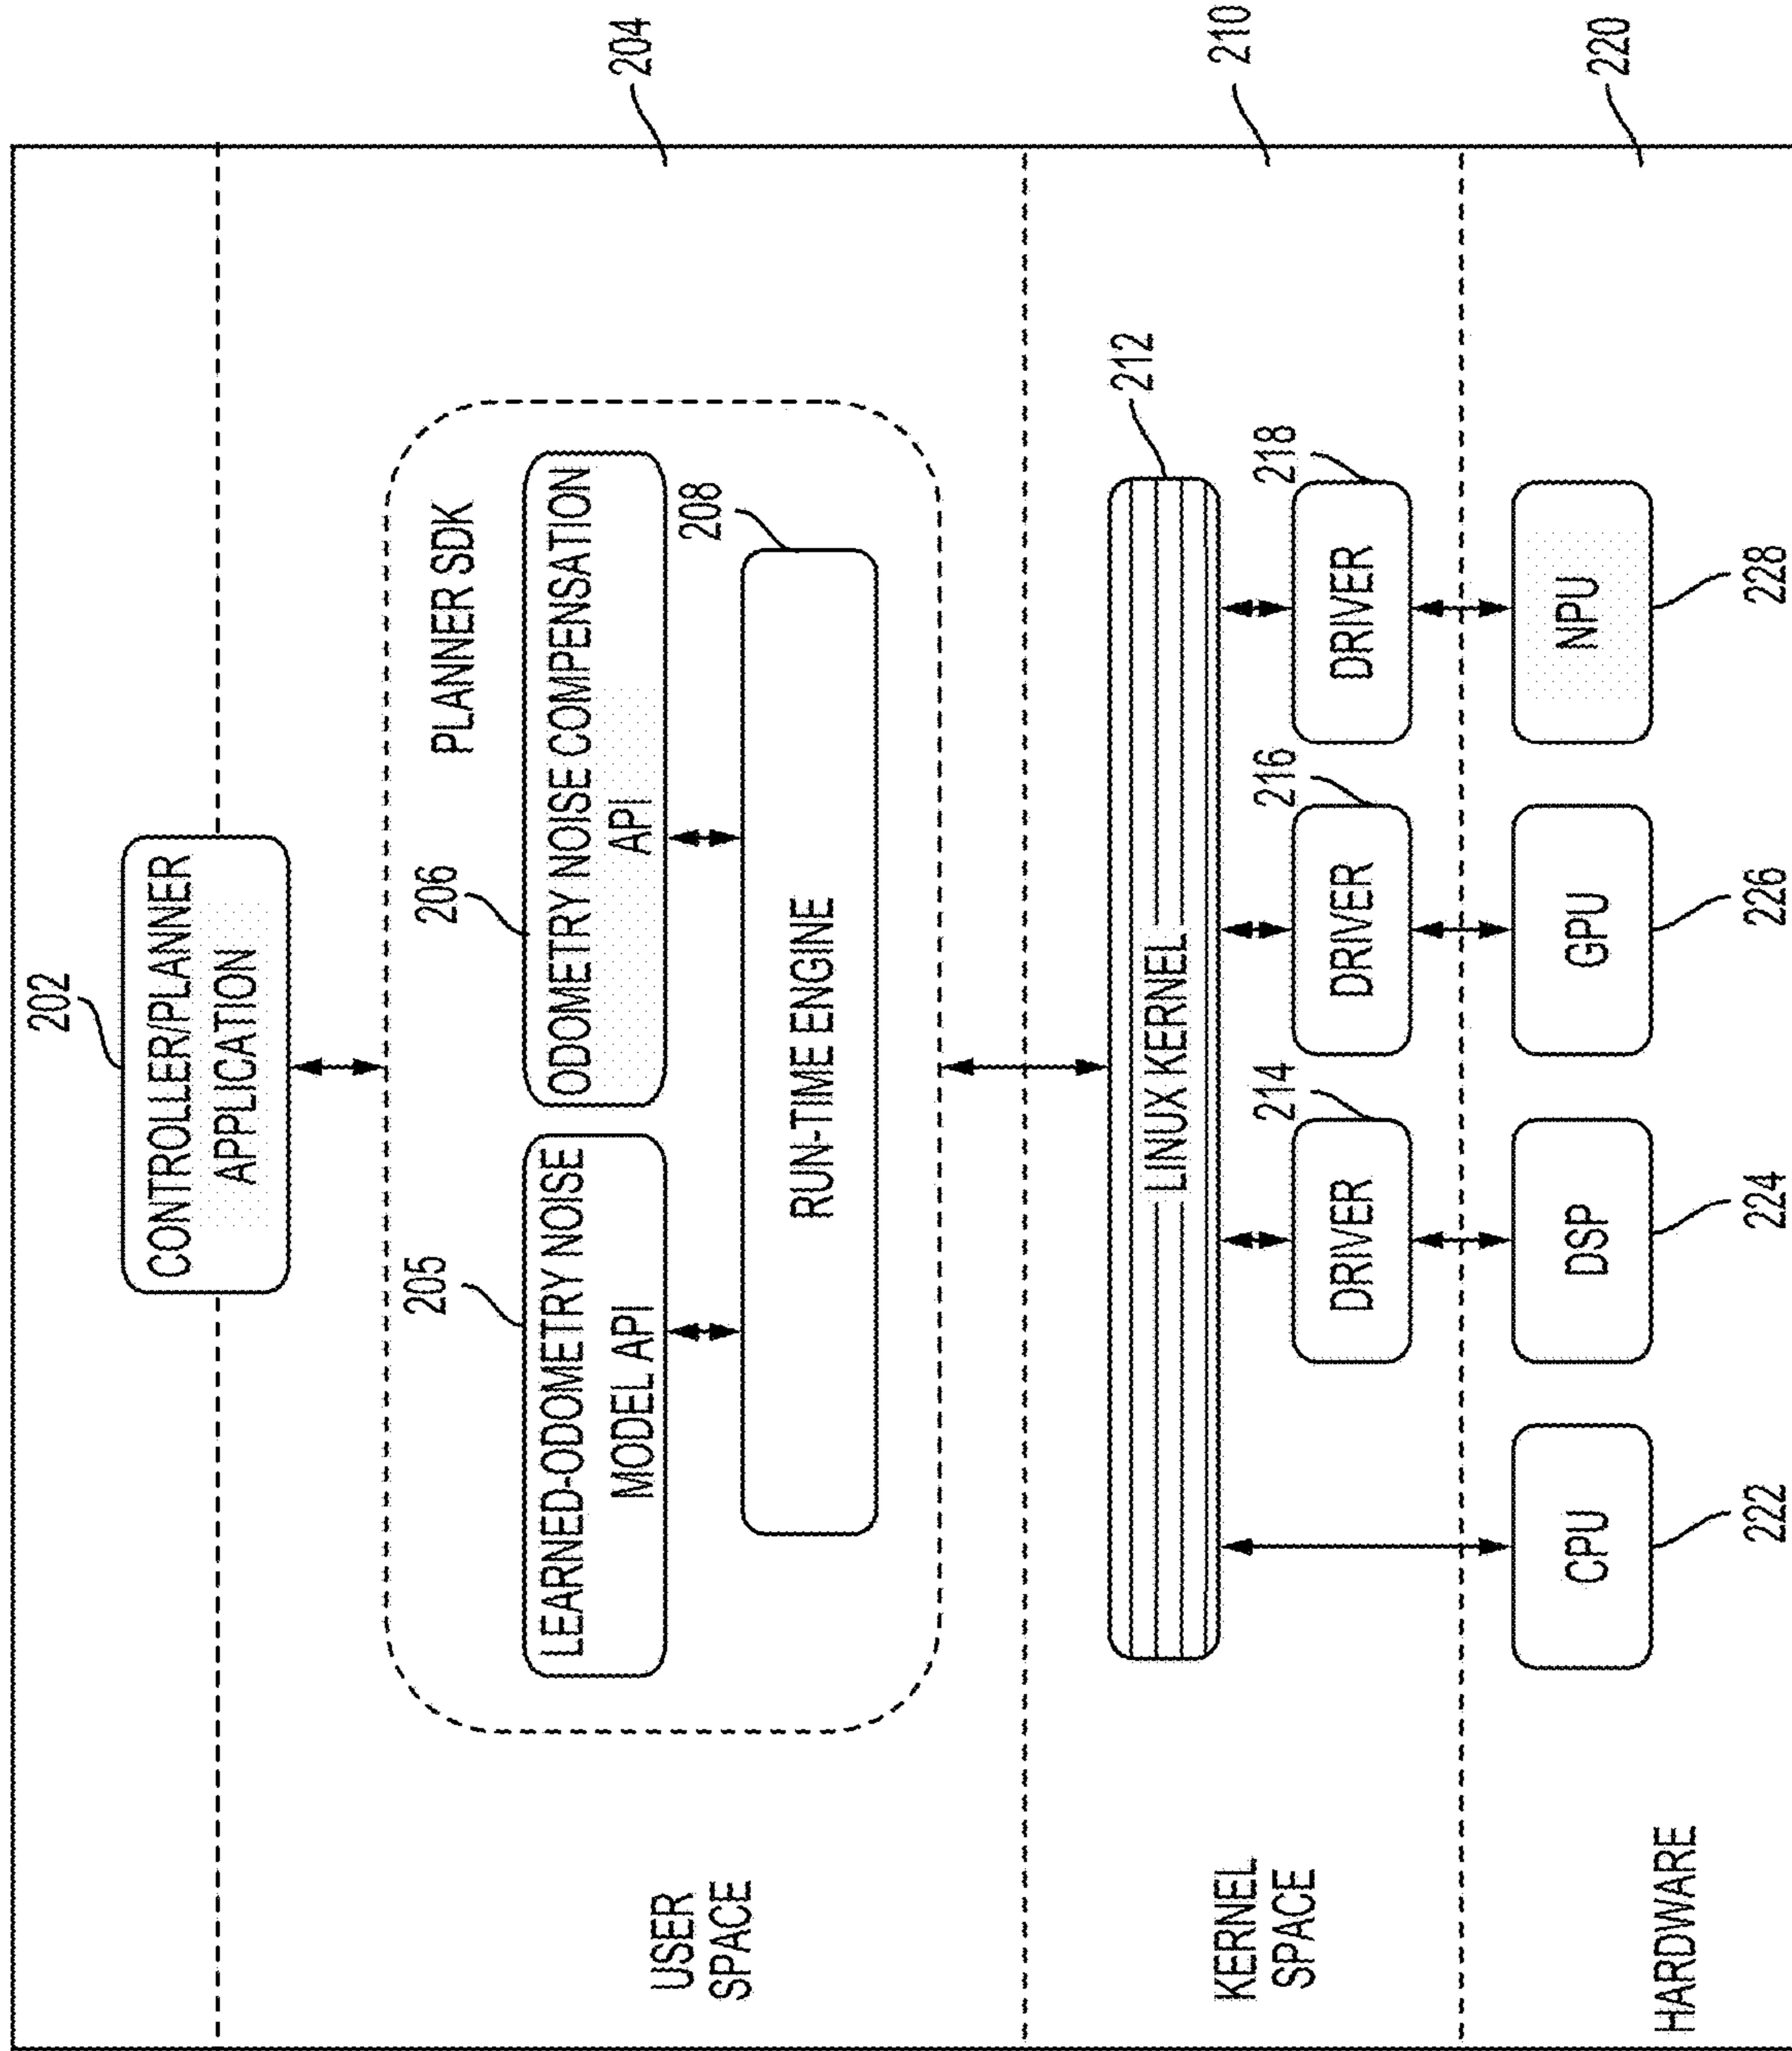 202
CONTROLLER/PLANNER
APPLICATION
USER
SPACE
204
PLANNER SDK
205
LEARNED-ODOMETRY NOISE
MODEL API
206
ODOMETRY NOISE COMPENSATION
API
208
RUN-TIME ENGINE
KERNEL
SPACE
210
212
LINUX KERNEL
214
DRIVER
216
DRIVER
218
DRIVER
HARDWARE
220
CPU
DSP
GPU
NPU
222
224
226
228